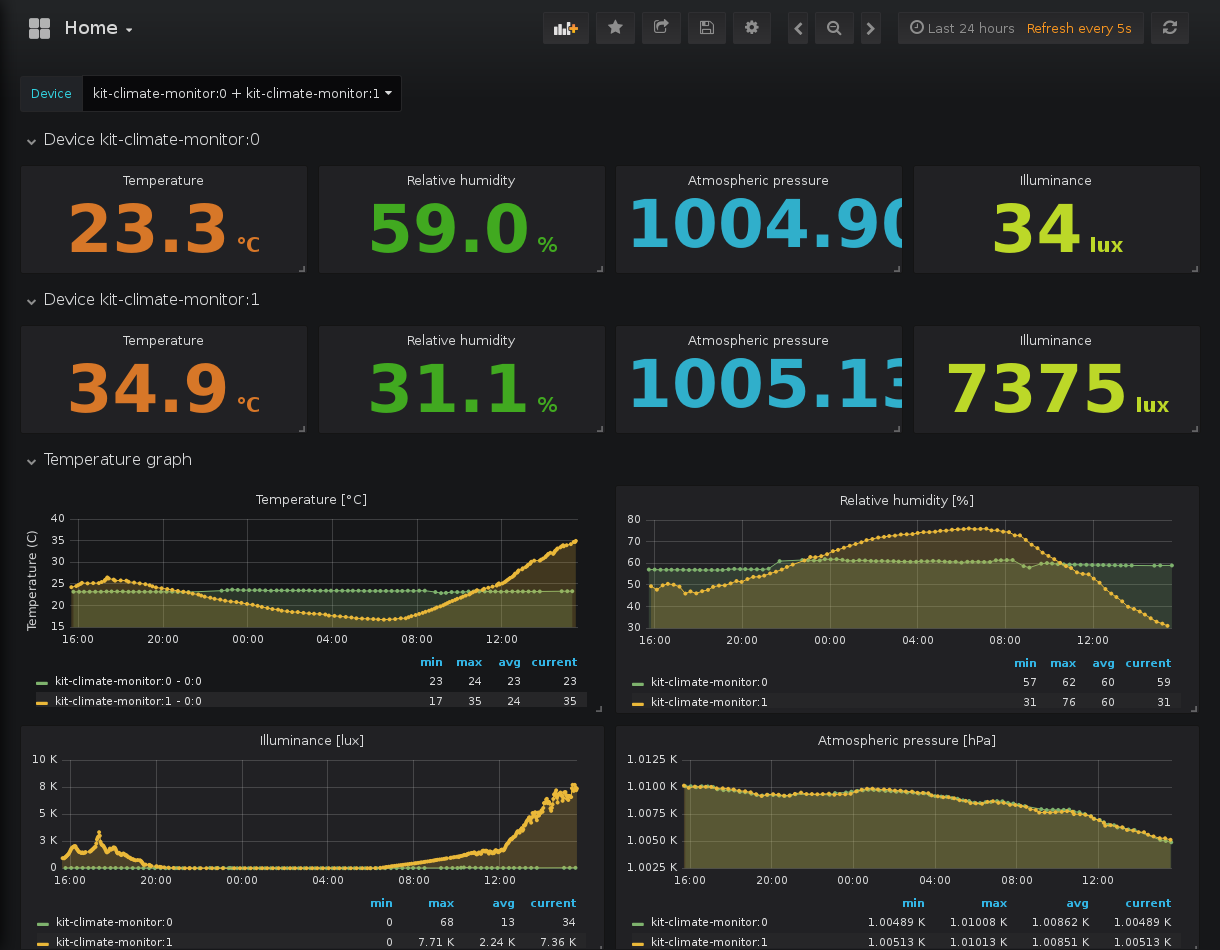 Home
Last 24 hours Refresh every 5s
Device kit-climate-monitor:0 + kit-climate-monitor:1
Device kit-climate-monitor:0
Temperature Relative humidity Atmospheric pressure Illuminance
23.3 °C 59.0 % 1004.90 34 lux
Device kit-climate-monitor:1
Temperature Relative humidity Atmospheric pressure Illuminance
34.9 °C 31.1 % 1005.13 7375 lux
Temperature graph
Temperature [°C]
Temperature (C)
40
35
30
25
20
15
16:00 20:00 00:00 04:00 08:00 12:00
min max avg current
kit-climate-monitor:0 - 0:0 23 24 23 23
kit-climate-monitor:1 - 0:0 17 35 24 35
Relative humidity [%]
80
70
60
50
40
30
16:00 20:00 00:00 04:00 08:00 12:00
min max avg current
kit-climate-monitor:0 57 62 60 59
kit-climate-monitor:1 31 76 60 31
Illuminance [lux]
10 K
8 K
5 K
3 K
0
16:00 20:00 00:00 04:00 08:00 12:00
min max avg current
kit-climate-monitor:0 0 68 13 34
kit-climate-monitor:1 0 7.71 K 2.24 K 7.36 K
Atmospheric pressure [hPa]
1.0125 K
1.0100 K
1.0075 K
1.0050 K
1.0025 K
16:00 20:00 00:00 04:00 08:00 12:00
min max avg current
kit-climate-monitor:0 1.00489 K 1.01008 K 1.00862 K 1.00489 K
kit-climate-monitor:1 1.00513 K 1.01013 K 1.00851 K 1.00513 K